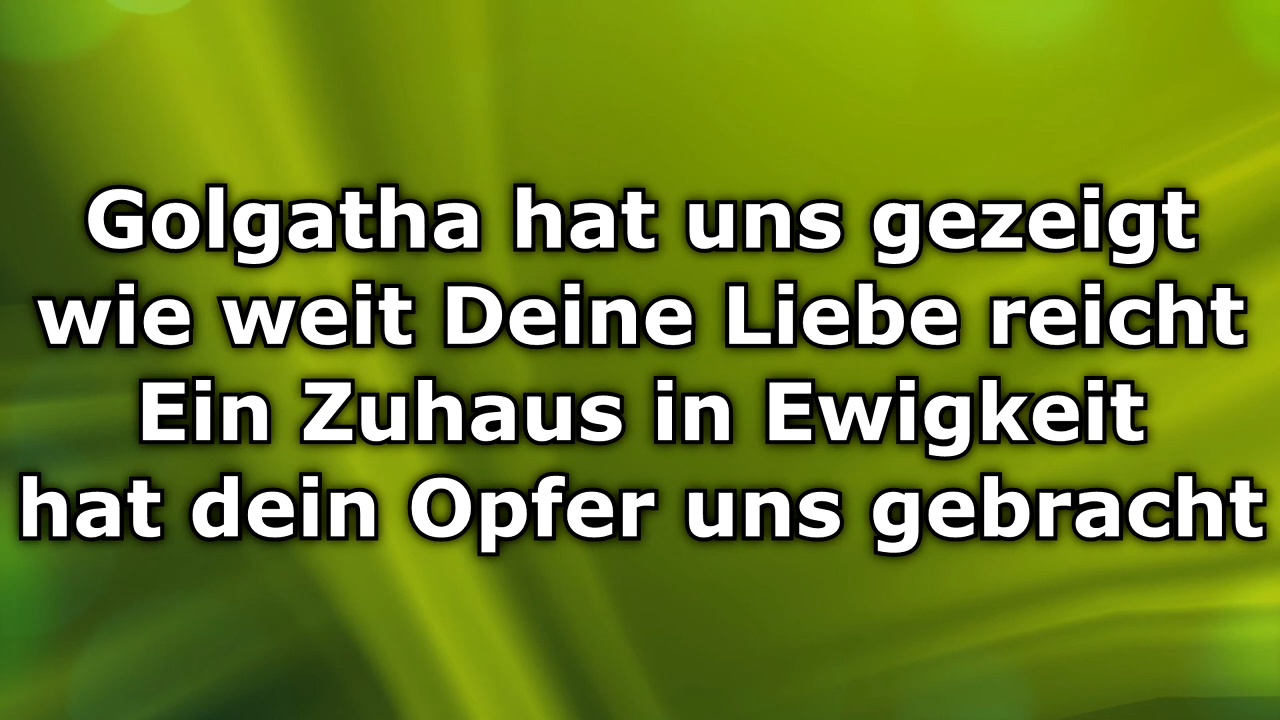 Golgatha hat uns gezeigt
wie weit Deine Liebe reicht
Ein Zuhaus in Ewigkeit
hat dein Opfer uns gebracht